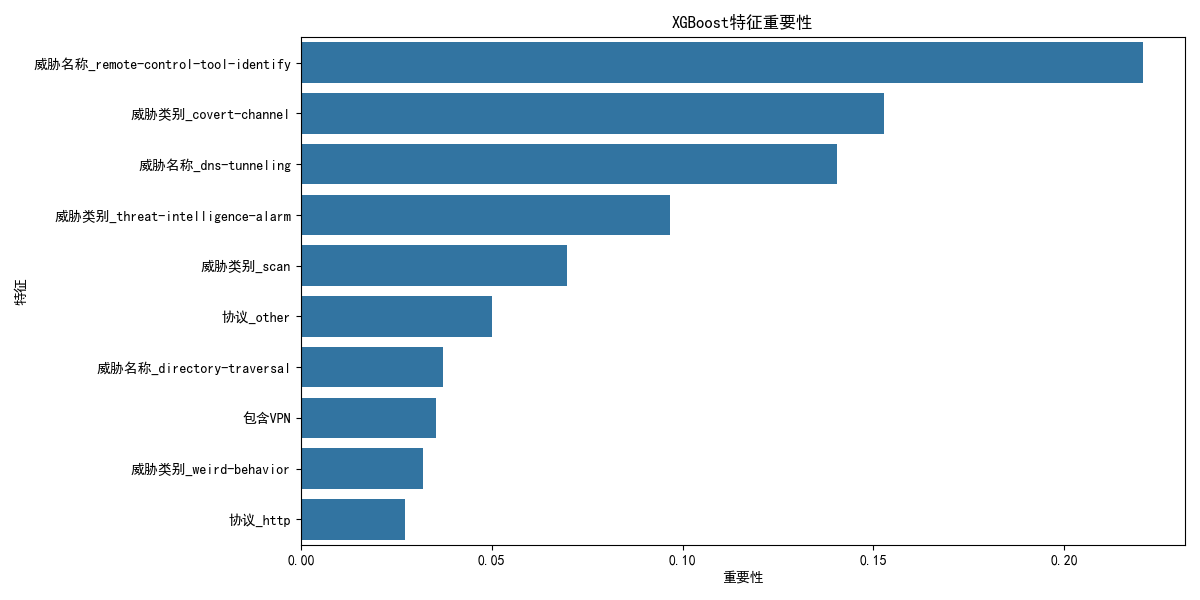 XGBoost特征重要性
特征
威胁名称_remote-control-tool-identify
威胁类别_covert-channel
威胁名称_dns-tunneling
威胁类别_threat-intelligence-alarm
威胁类别_scan
协议_other
威胁名称_directory-traversal
包含VPN
威胁类别_weird-behavior
协议_http
0.00 0.05 0.10 0.15 0.20
重要性